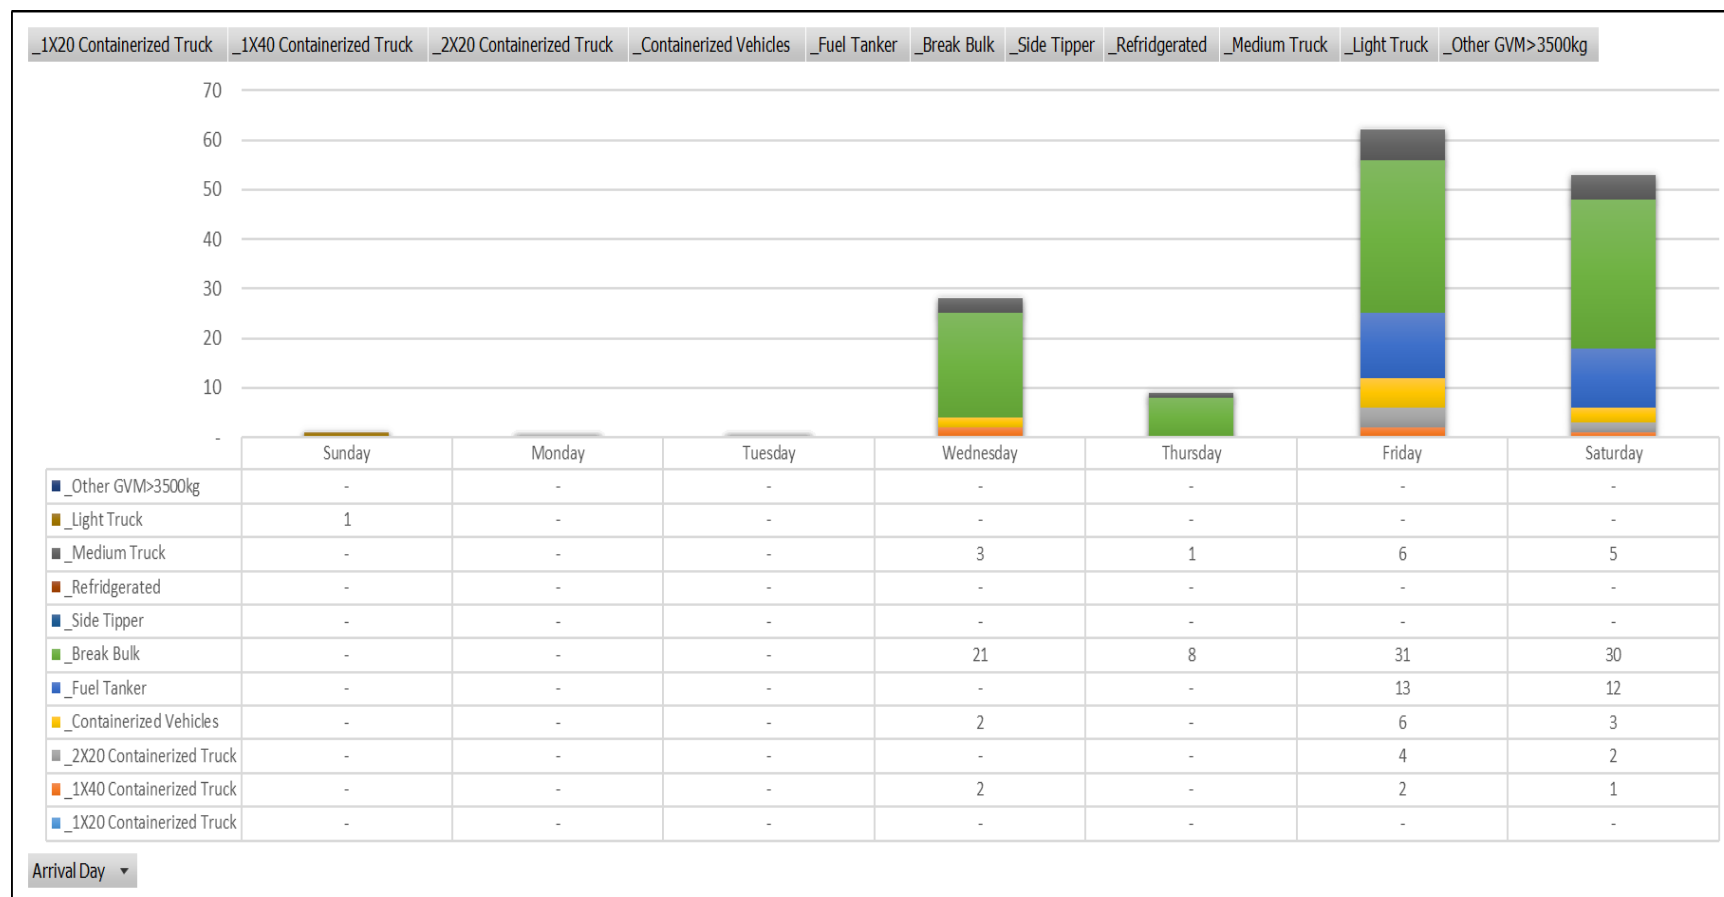 _1X20 Containerized Truck _1X40 Containerized Truck _2X20 Containerized Truck _Containerized Vehicles _Fuel Tanker _Break Bulk _Side Tipper _Refridgerated _Medium Truck _Light Truck _Other GVM>3500kg
70
60
50
40
30
20
10
-
Sunday Monday Tuesday Wednesday Thursday Friday Saturday
_Other GVM>3500kg - - - - - - -
_Light Truck 1 - - - - - -
_Medium Truck - - - 3 1 6 5
_Refridgerated - - - - - - -
_Side Tipper - - - - - - -
_Break Bulk - - - 21 8 31 30
_Fuel Tanker - - - - - 13 12
_Containerized Vehicles - - - 2 - 6 3
_2X20 Containerized Truck - - - - - 4 2
_1X40 Containerized Truck - - - 2 - 2 1
_1X20 Containerized Truck - - - - - - -
Arrival Day